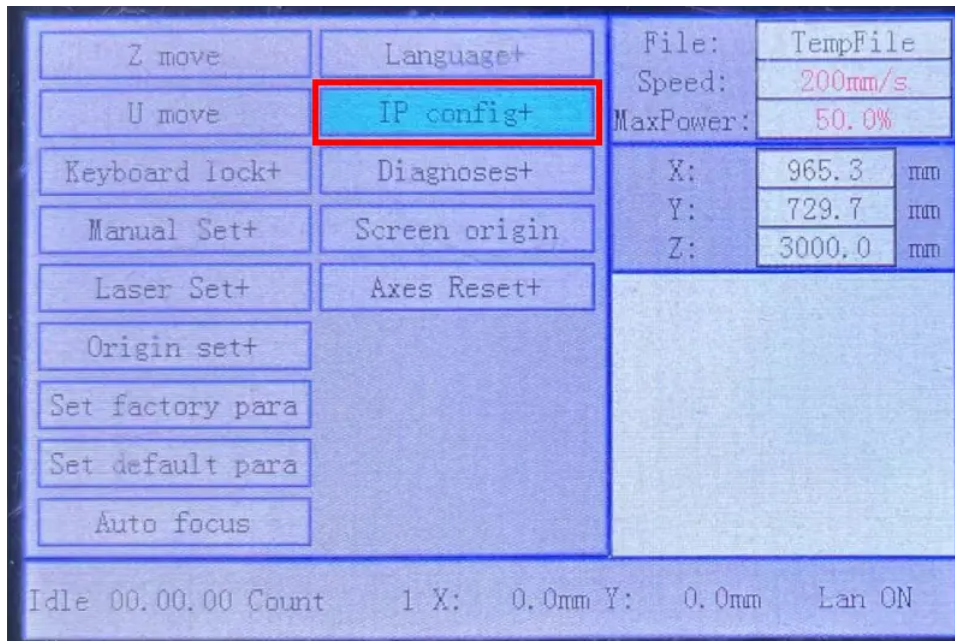 Z move
U move
Keyboard lock+
Manual Set+
Laser Set+
Origin set+
Set factory para
Set default para
Auto focus
Language+
IP config+
Diagnoses+
Screen origin
Axes Reset+
File: TempFile
Speed: 200mm/s
MaxPower: 50.0%
X: 965.3 mm
Y: 729.7 mm
Z: 3000.0 mm
Idle 00.00.00 Count 1 X: 0.0mm Y: 0.0mm Lan ON